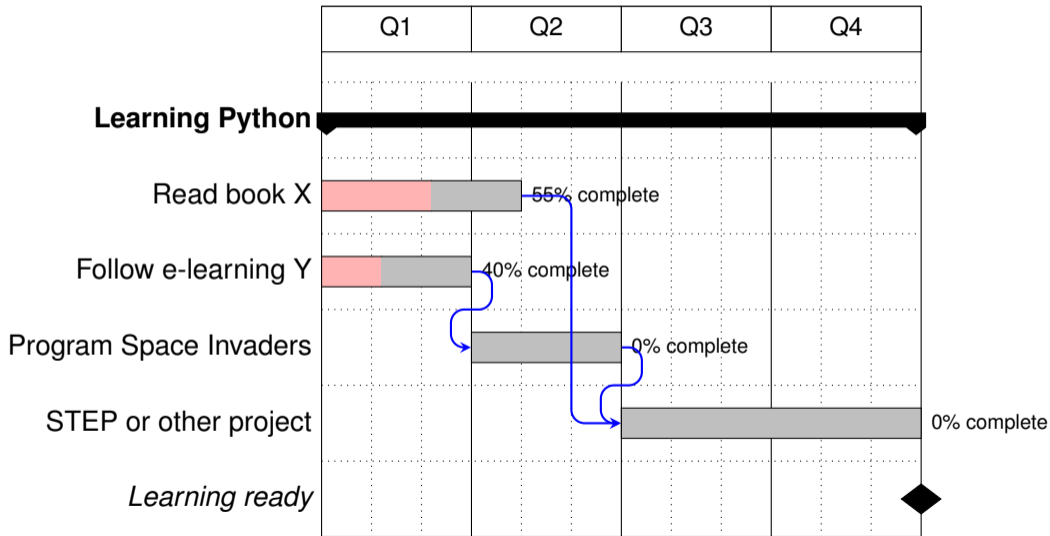 Q1 Q2 Q3 Q4
Learning Python
Read book X 55% complete
Follow e-learning Y 40% complete
Program Space Invaders 0% complete
STEP or other project 0% complete
Learning ready